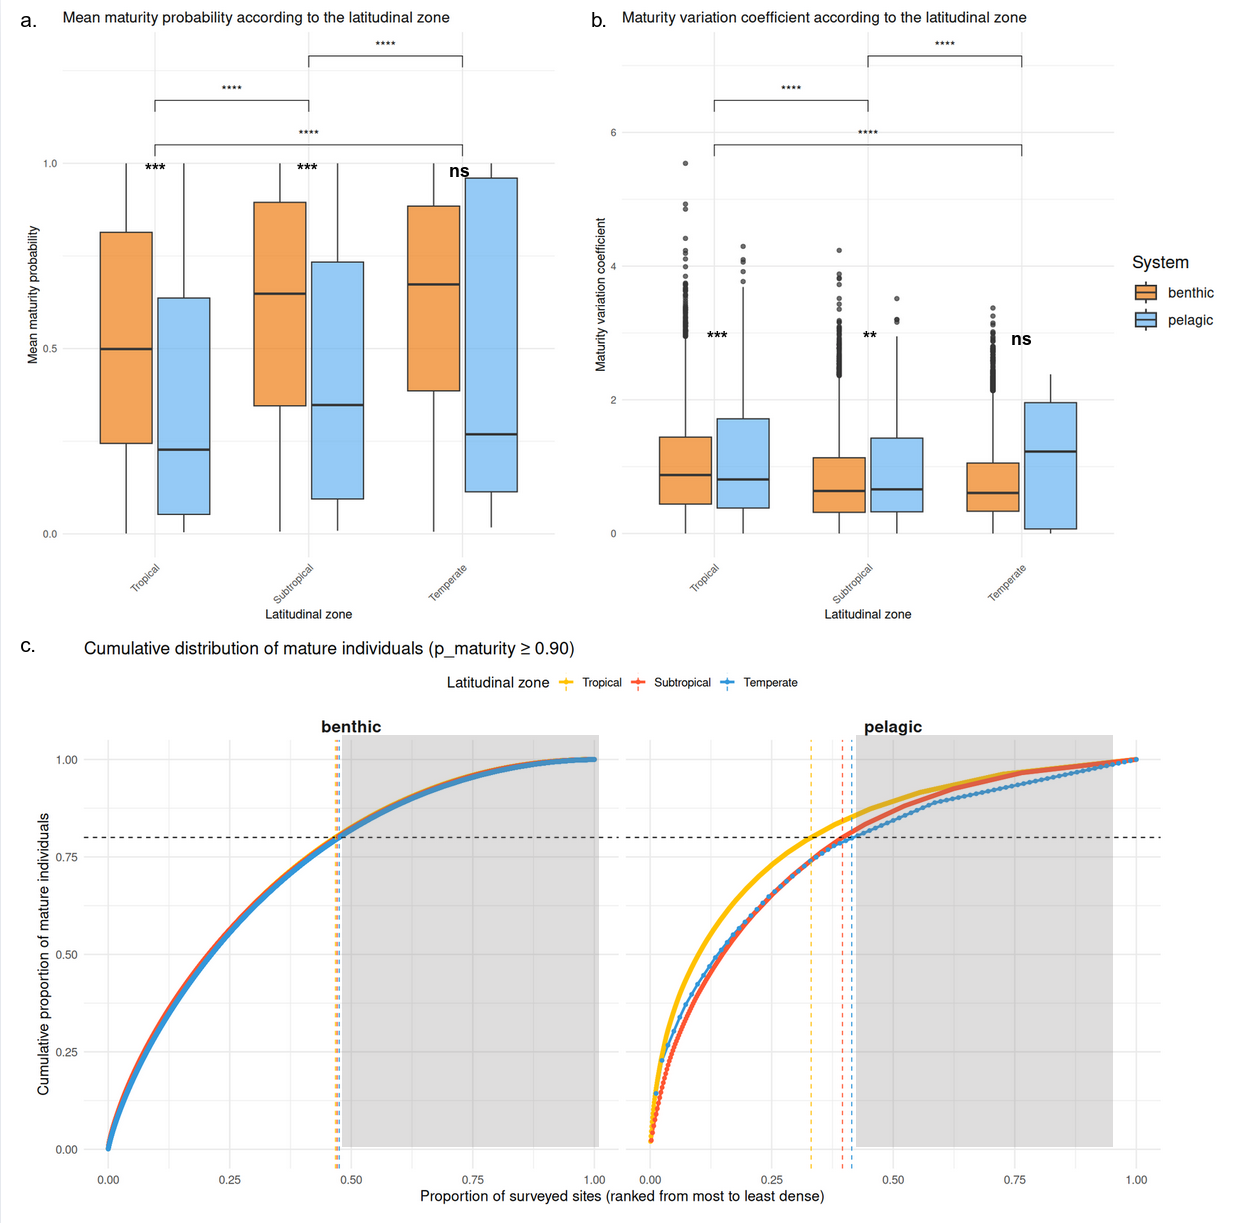 a.
Mean maturity probability according to the latitudinal zone
****
****
****
***
***
ns
1.0
0.5
0.0
Mean maturity probability
Tropical
Subtropical
Temperate
Latitudinal zone
b.
Maturity variation coefficient according to the latitudinal zone
****
****
****
***
**
ns
6
4
2
0
Maturity variation coefficient
Tropical
Subtropical
Temperate
Latitudinal zone
System
benthic
pelagic
c.
Cumulative distribution of mature individuals (p_maturity ≥ 0.90)
Latitudinal zone Tropical Subtropical Temperate
benthic
pelagic
1.00
0.75
0.50
0.25
0.00
Cumulative proportion of mature individuals
0.00 0.25 0.50 0.75 1.00
0.00 0.25 0.50 0.75 1.00
Proportion of surveyed sites (ranked from most to least dense)